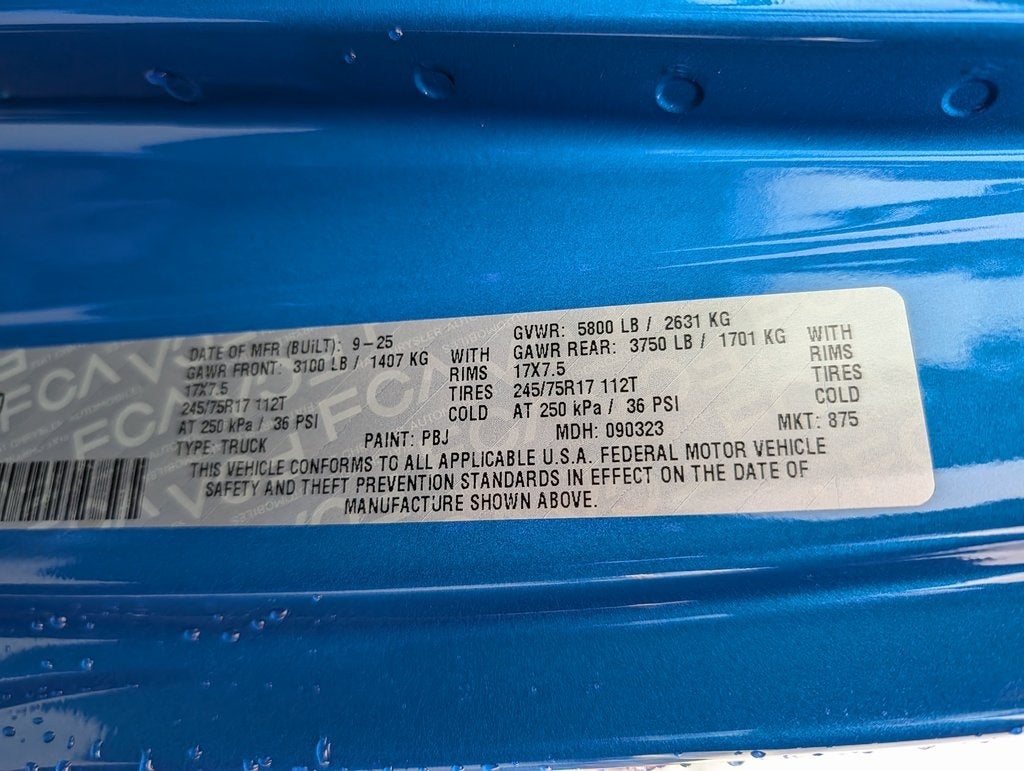 DATE OF MFR (BUILT): 9-25 GVWR: 5800 LB / 2631 KG
GAWR FRONT: 3100 LB / 1407 KG WITH GAWR REAR: 3750 LB / 1701 KG WITH
17X7.5 RIMS 17X7.5 RIMS
245/75R17 112T TIRES 245/75R17 112T TIRES
AT 250 kPa / 36 PSI COLD AT 250 kPa / 36 PSI COLD
TYPE: TRUCK PAINT: PBJ MDH: 090323 MKT: 875
THIS VEHICLE CONFORMS TO ALL APPLICABLE U.S.A. FEDERAL MOTOR VEHICLE
SAFETY AND THEFT PREVENTION STANDARDS IN EFFECT ON THE DATE OF
MANUFACTURE SHOWN ABOVE.
FCA
FCA